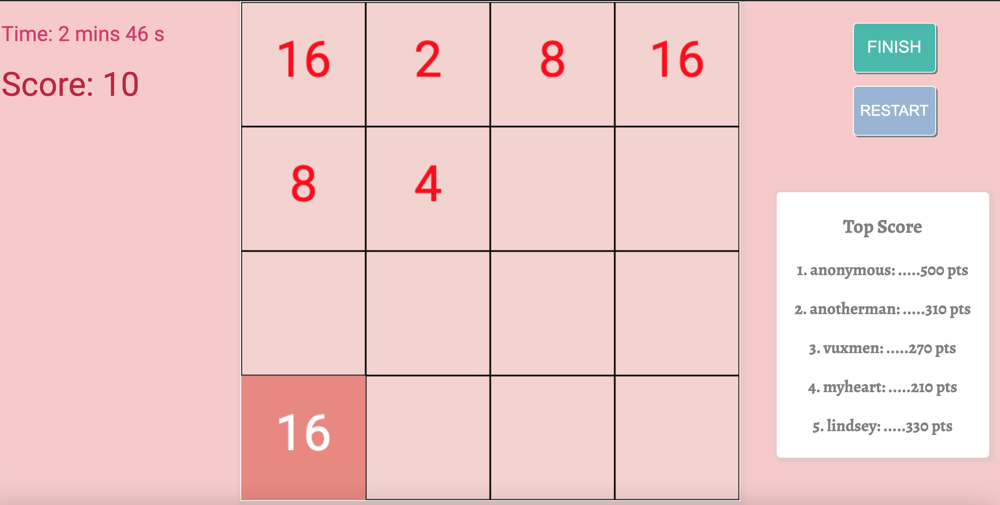 Time: 2 mins 46 s
Score: 10
16 2 8 16
8 4
16
FINISH
RESTART
Top Score
1. anonymous: .....500 pts
2. anotherman: .....310 pts
3. vuxmen: .....270 pts
4. myheart: .....210 pts
5. lindsey: .....330 pts